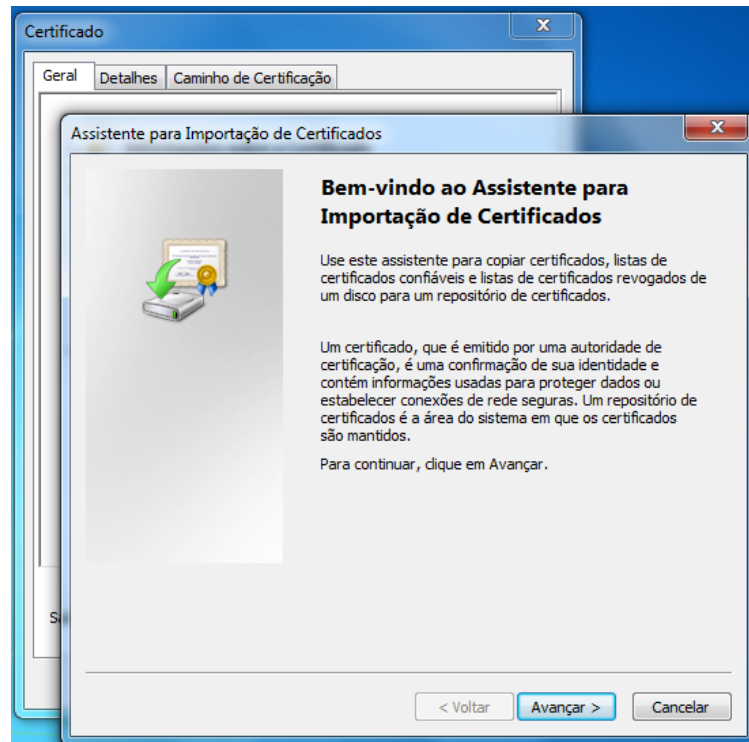 Certificado
Geral Detalhes Caminho de Certificação
Assistente para Importação de Certificados
Bem-vindo ao Assistente para
Importação de Certificados
Use este assistente para copiar certificados, listas de
certificados confiáveis e listas de certificados revogados de
um disco para um repositório de certificados.
Um certificado, que é emitido por uma autoridade de
certificação, é uma confirmação de sua identidade e
contém informações usadas para proteger dados ou
estabelecer conexões de rede seguras. Um repositório de
certificados é a área do sistema em que os certificados
são mantidos.
Para continuar, clique em Avançar.
< Voltar Avançar > Cancelar